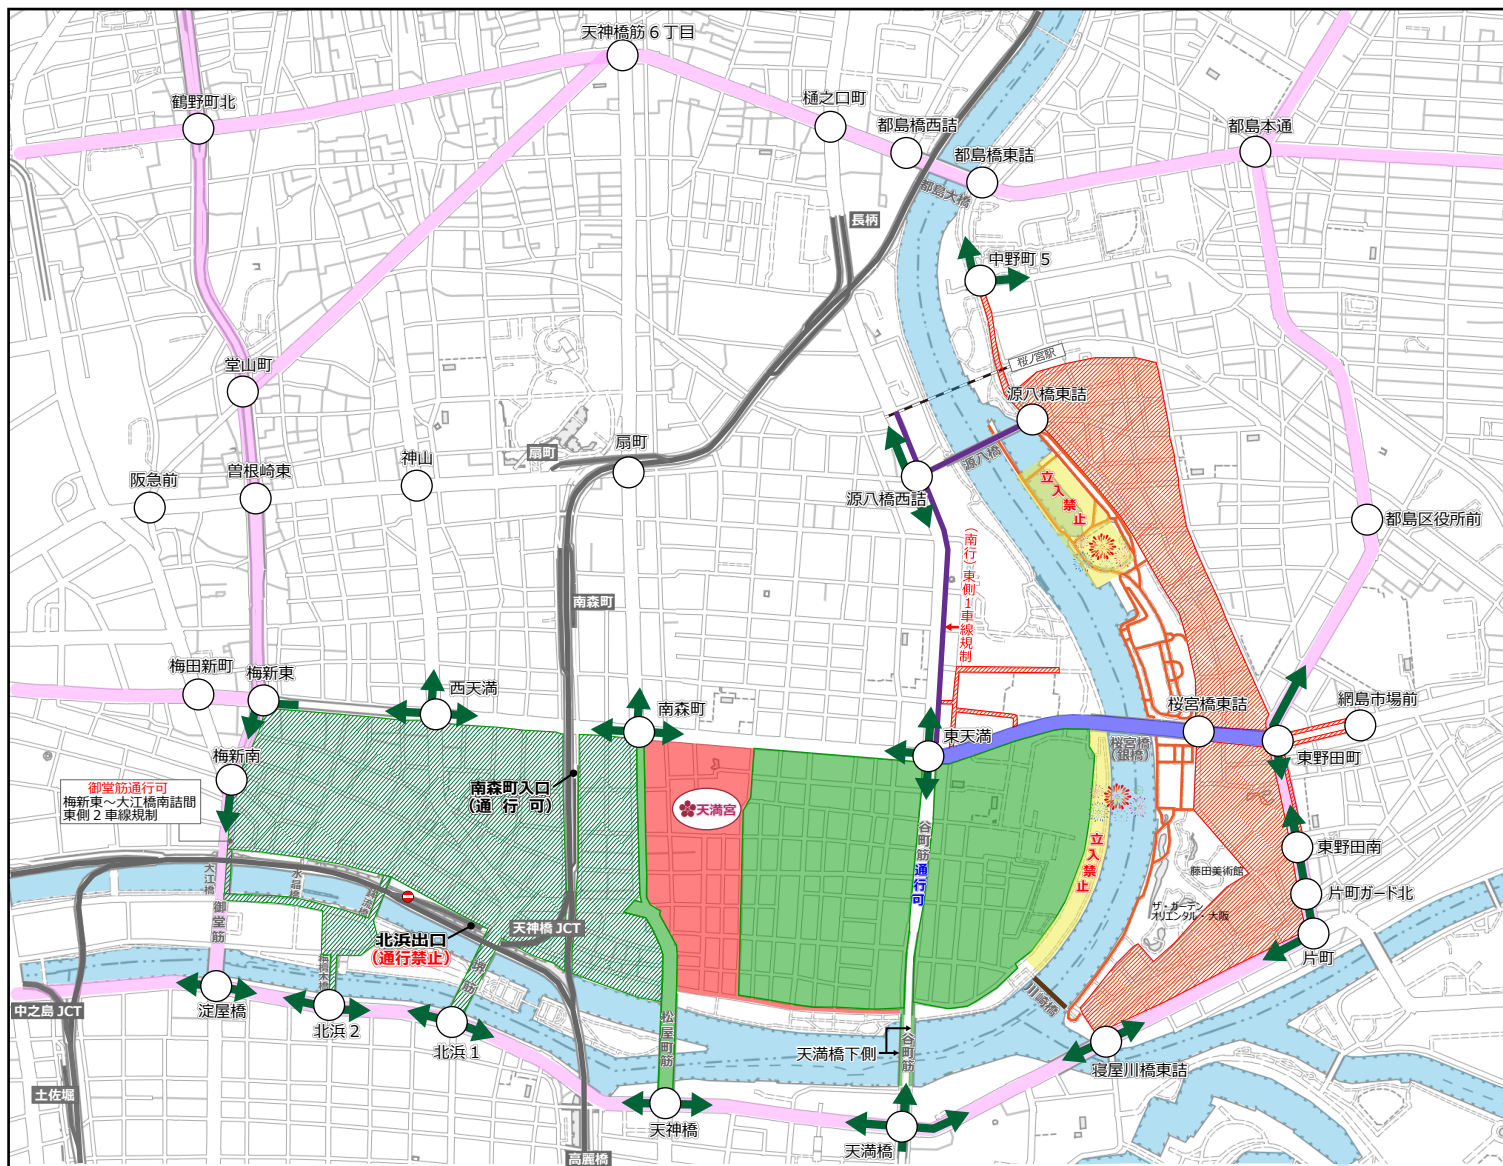 天神橋筋６丁目
鶴野町北
樋之口町
都島橋西詰
都島本通
都島橋東詰
都島大橋
長柄
中野町５
桜ノ宮駅
堂山町
源八橋東詰
扇町
扇町
神山
曽根崎東
阪急前
源八橋
源八橋西詰
立入禁止
都島区役所前
（南行）東側１車線規制
南森町
梅田新町
梅新東
西天満
南森町
東天満
桜宮橋東詰
網島市場前
桜宮橋
（銀橋）
東野田町
梅新南
御堂筋通行可
梅新東～大江橋南詰間
東側２車線規制
南森町入口
（通 行 可）
天満宮
谷町筋通行可
立入禁止
東野田南
藤田美術館
片町ガード北
ザ・ガーデン
オリエンタル・大阪
大江橋
水晶橋
御堂筋
天神橋 JCT
北浜出口
（通行禁止）
片町
堺筋
川崎橋
淀屋橋
中之島 JCT
北浜２
北浜１
松屋町筋
谷町筋
天満橋下側
寝屋川橋東詰
土佐堀
天神橋
天満橋
高麗橋